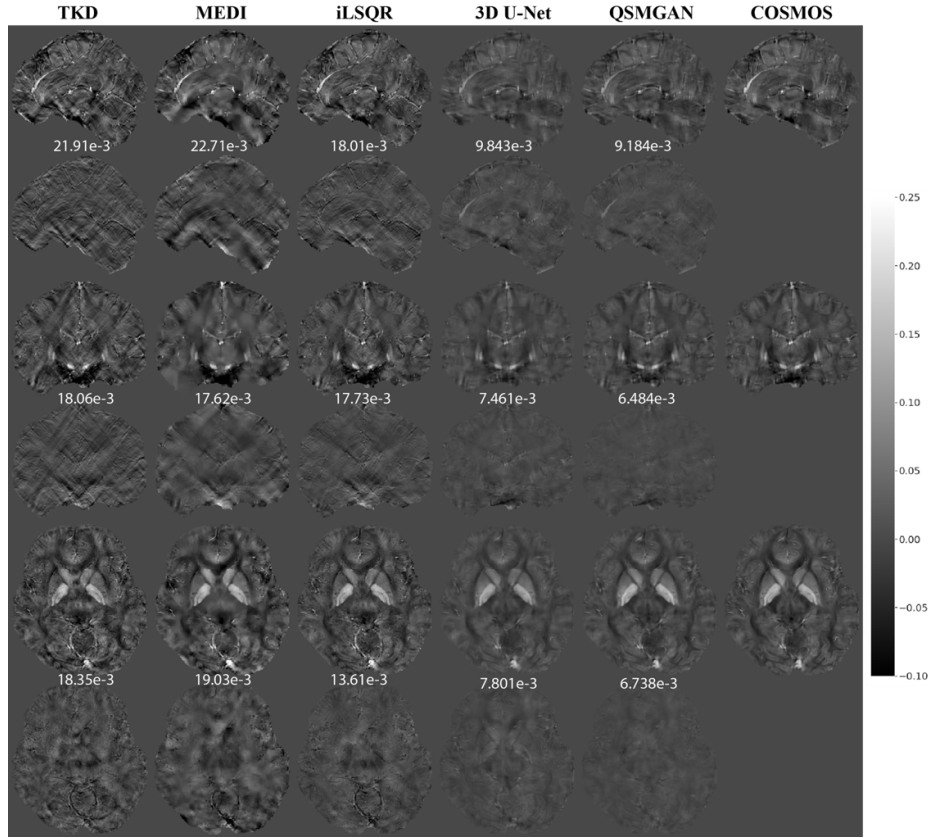 TKD MEDI iLSQR 3D U-Net QSMGAN COSMOS
21.91e-3 22.71e-3 18.01e-3 9.843e-3 9.184e-3
0.25
0.20
18.06e-3 17.62e-3 17.73e-3 7.461e-3 6.484e-3
0.15
0.10
0.05
0.00
-0.05
18.35e-3 19.03e-3 13.61e-3 7.801e-3 6.738e-3
-0.10